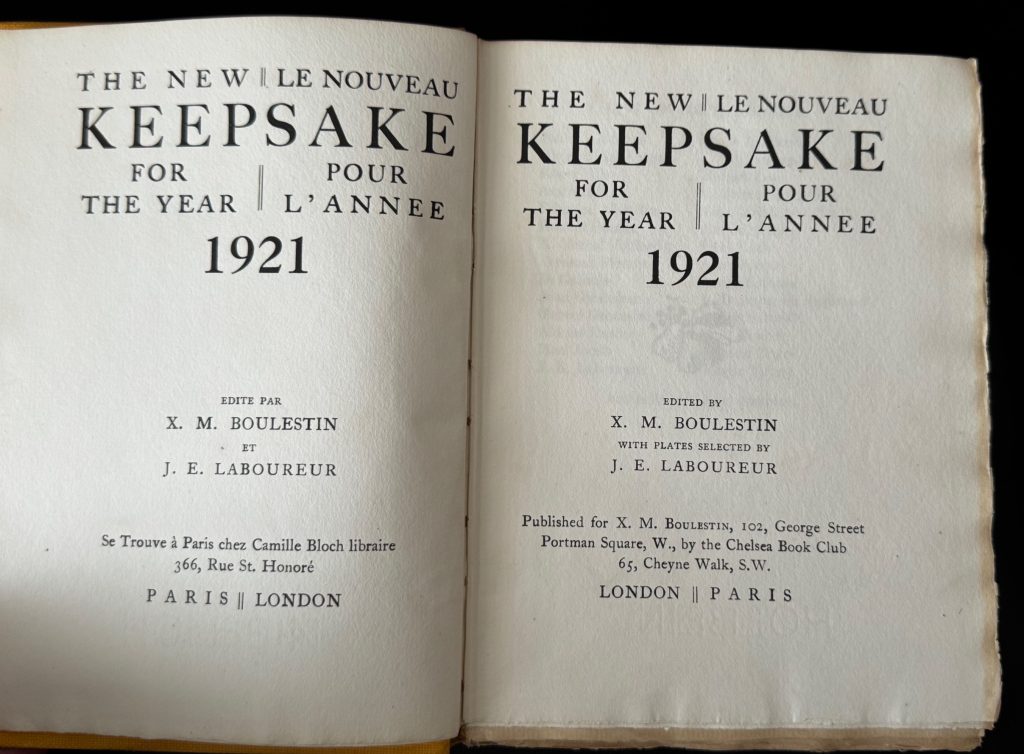 THE NEW || LE NOUVEAU
KEEPSAKE
FOR || POUR
THE YEAR || L'ANNEE
1921
EDITE PAR
X. M. BOULESTIN
ET
J. E. LABOUREUR
Se Trouve à Paris chez Camille Bloch libraire
366, Rue St. Honoré
PARIS || LONDON
THE NEW || LE NOUVEAU
KEEPSAKE
FOR || POUR
THE YEAR || L'ANNEE
1921
EDITED BY
X. M. BOULESTIN
WITH PLATES SELECTED BY
J. E. LABOUREUR
Published for X. M. BOULESTIN, 102, George Street
Portman Square, W., by the Chelsea Book Club
65, Cheyne Walk, S.W.
LONDON || PARIS